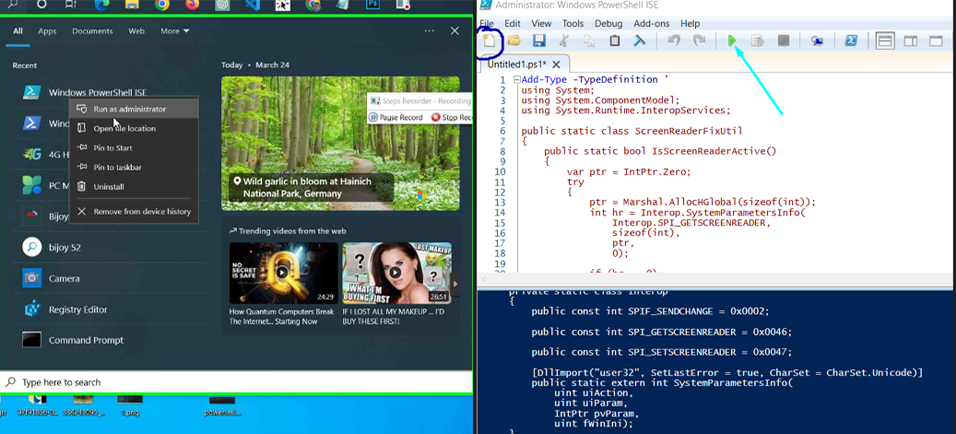 All
Apps
Documents
Web
More
Recent
Windows PowerShell ISE
Run as administrator
Open file location
Pin to Start
Pin to taskbar
Uninstall
Remove from device history
Wind
4G H
PC M
Bijoy
bijoy 52
Camera
Registry Editor
Command Prompt
Type here to search
Today • March 24
Steps Recorder - Recording
Pause Record
Stop Reco
Wild garlic in bloom at Hainich
National Park, Germany
Trending videos from the web
NO
SECRET
IS SAFE
24:29
LOST MAKEUP
WHAT I'M
BUYING FIRST!
26:51
How Quantum Computers Break
The Internet... Starting Now
IF I LOST ALL MY MAKEUP ... I'D
BUY THESE FIRST!
1.png
powersell...
Administrator: Windows PowerShell ISE
File Edit View Tools Debug Add-ons Help
Untitled1.ps1*
1 Add-Type -TypeDefinition '
2 using System;
3 using System.ComponentModel;
4 using System.Runtime.InteropServices;
5
6 public static class ScreenReaderFixUtil
7 {
8 public static bool IsScreenReaderActive()
9 {
10 var ptr = IntPtr.Zero;
11 try
12 {
13 ptr = Marshal.AllocHGlobal(sizeof(int));
14 int hr = Interop.SystemParametersInfo(
15 Interop.SPI_GETSCREENREADER,
16 sizeof(int),
17 ptr,
18 0);
19
20 if (hr == 0)
private static class Interop
{
public const int SPIF_SENDCHANGE = 0x0002;
public const int SPI_GETSCREENREADER = 0x0046;
public const int SPI_SETSCREENREADER = 0x0047;
[DllImport("user32", SetLastError = true, CharSet = CharSet.Unicode)]
public static extern int SystemParametersInfo(
uint uiAction,
uint uiParam,
IntPtr pvParam,
uint fWinIni);
}